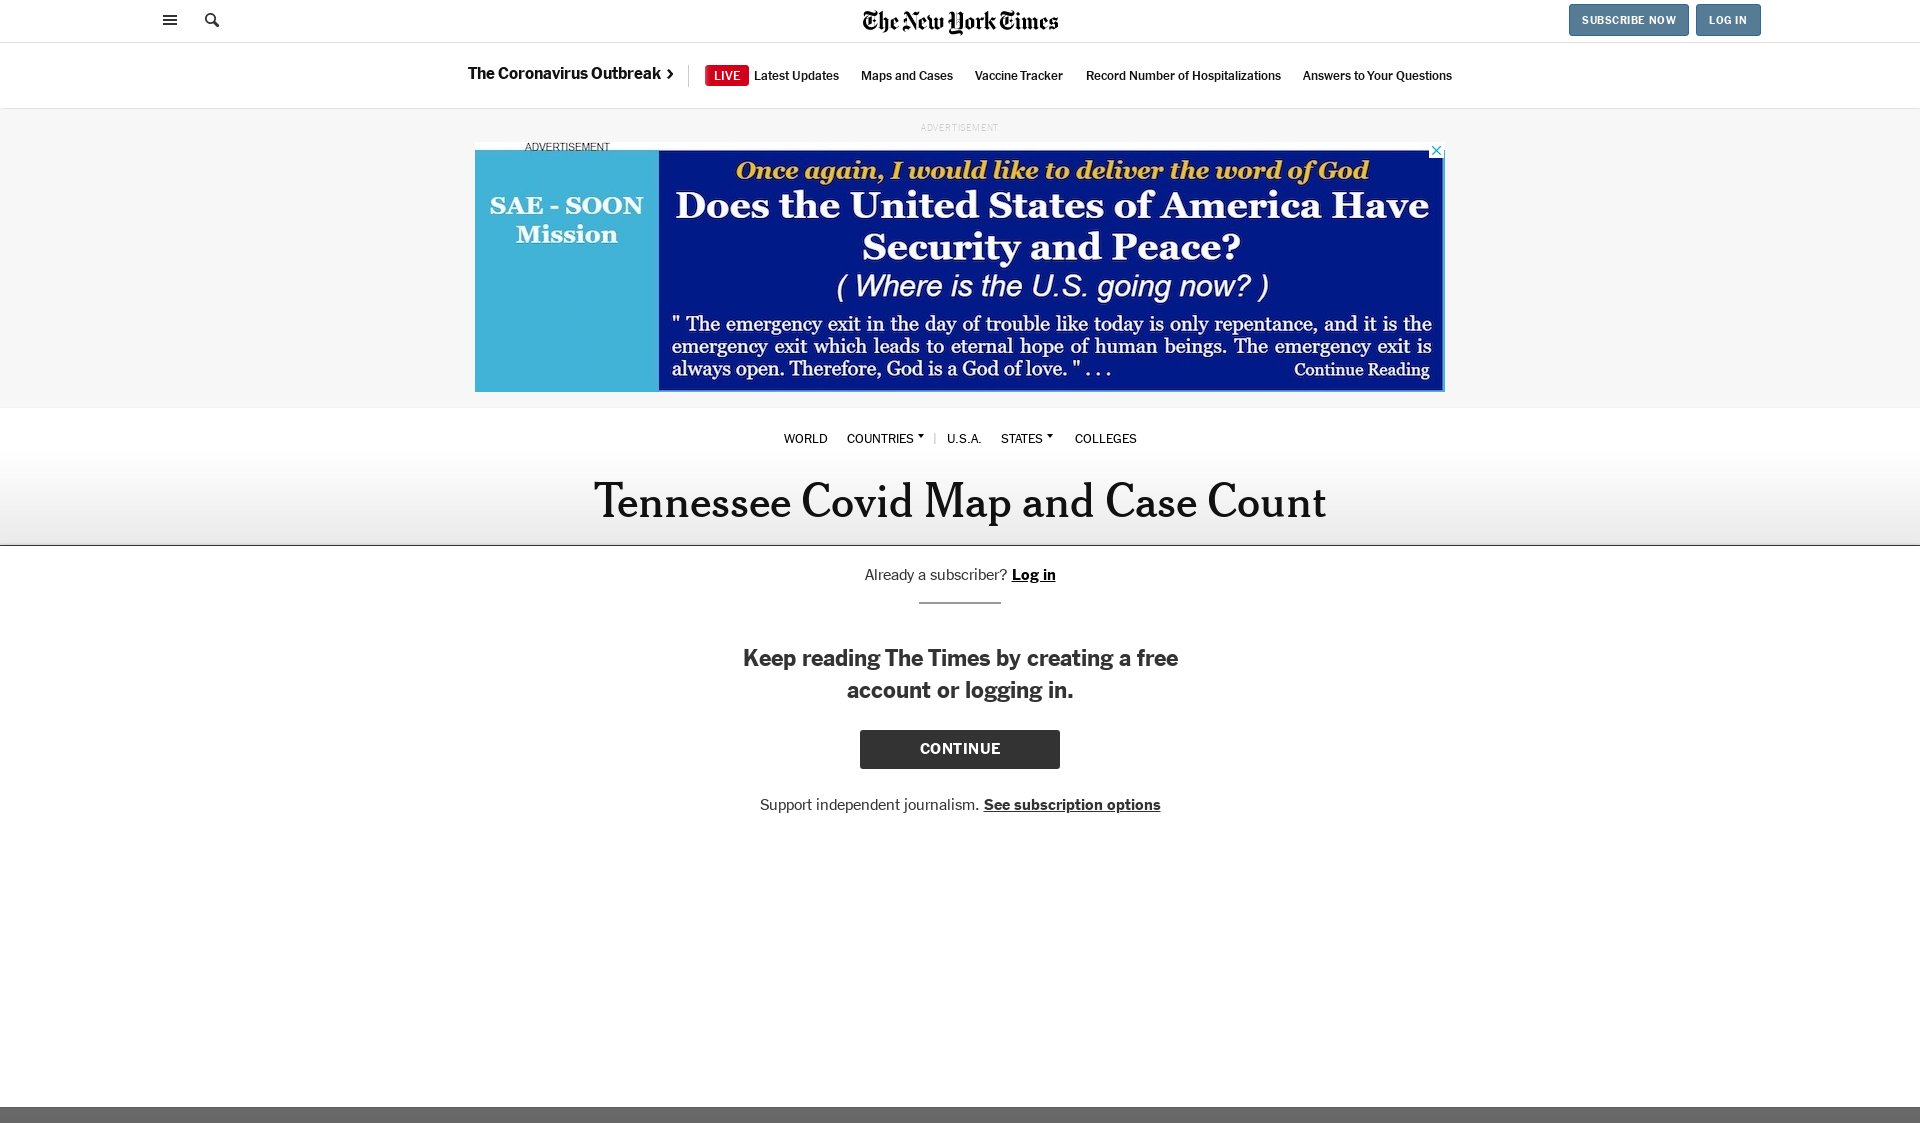 The New York Times
SUBSCRIBE NOW
LOG IN
The Coronavirus Outbreak
LIVE Latest Updates
Maps and Cases
Vaccine Tracker
Record Number of Hospitalizations
Answers to Your Questions
ADVERTISEMENT
ADVERTISEMENT
SAE - SOON
Mission
Once again, I would like to deliver the word of God
Does the United States of America Have
Security and Peace?
( Where is the U.S. going now? )
" The emergency exit in the day of trouble like today is only repentance, and it is the
emergency exit which leads to eternal hope of human beings. The emergency exit is
always open. Therefore, God is a God of love. " . . .
Continue Reading
WORLD COUNTRIES | U.S.A. STATES COLLEGES
Tennessee Covid Map and Case Count
Already a subscriber? Log in
Keep reading The Times by creating a free
account or logging in.
CONTINUE
Support independent journalism. See subscription options